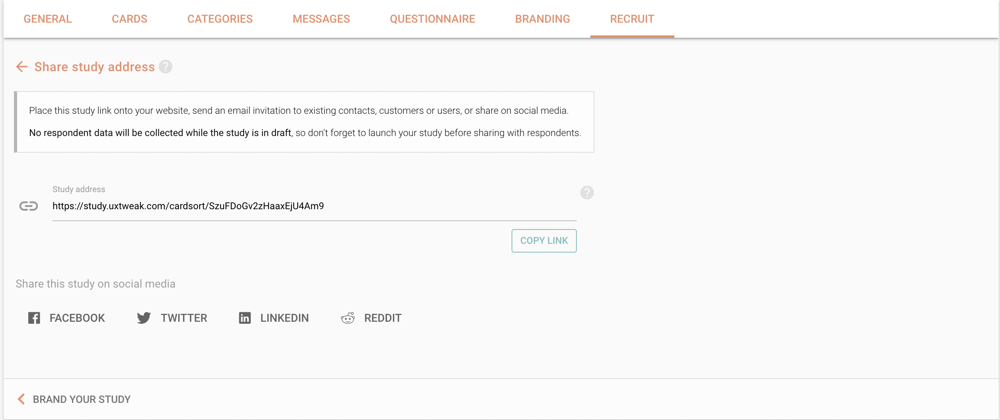 GENERAL CARDS CATEGORIES MESSAGES QUESTIONNAIRE BRANDING RECRUIT
Share study address ?
Place this study link onto your website, send an email invitation to existing contacts, customers or users, or share on social media.
No respondent data will be collected while the study is in draft, so don't forget to launch your study before sharing with respondents.
Study address
?
https://study.uxtweak.com/cardsort/SzuFDoGv2zHaaxEjU4Am9
COPY LINK
Share this study on social media
FACEBOOK TWITTER LINKEDIN REDDIT
BRAND YOUR STUDY